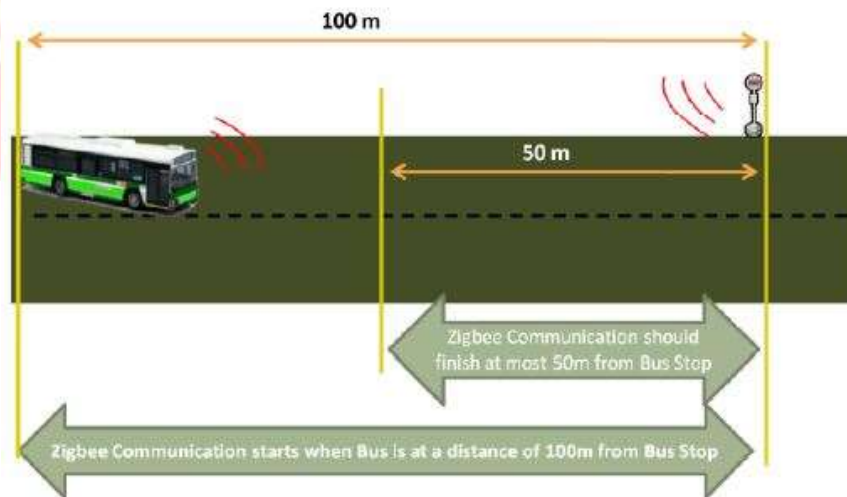 100 m
50 m
Zigbee Communication should
finish at most 50m from Bus Stop
Zigbee Communication starts when Bus is at a distance of 100m from Bus Stop